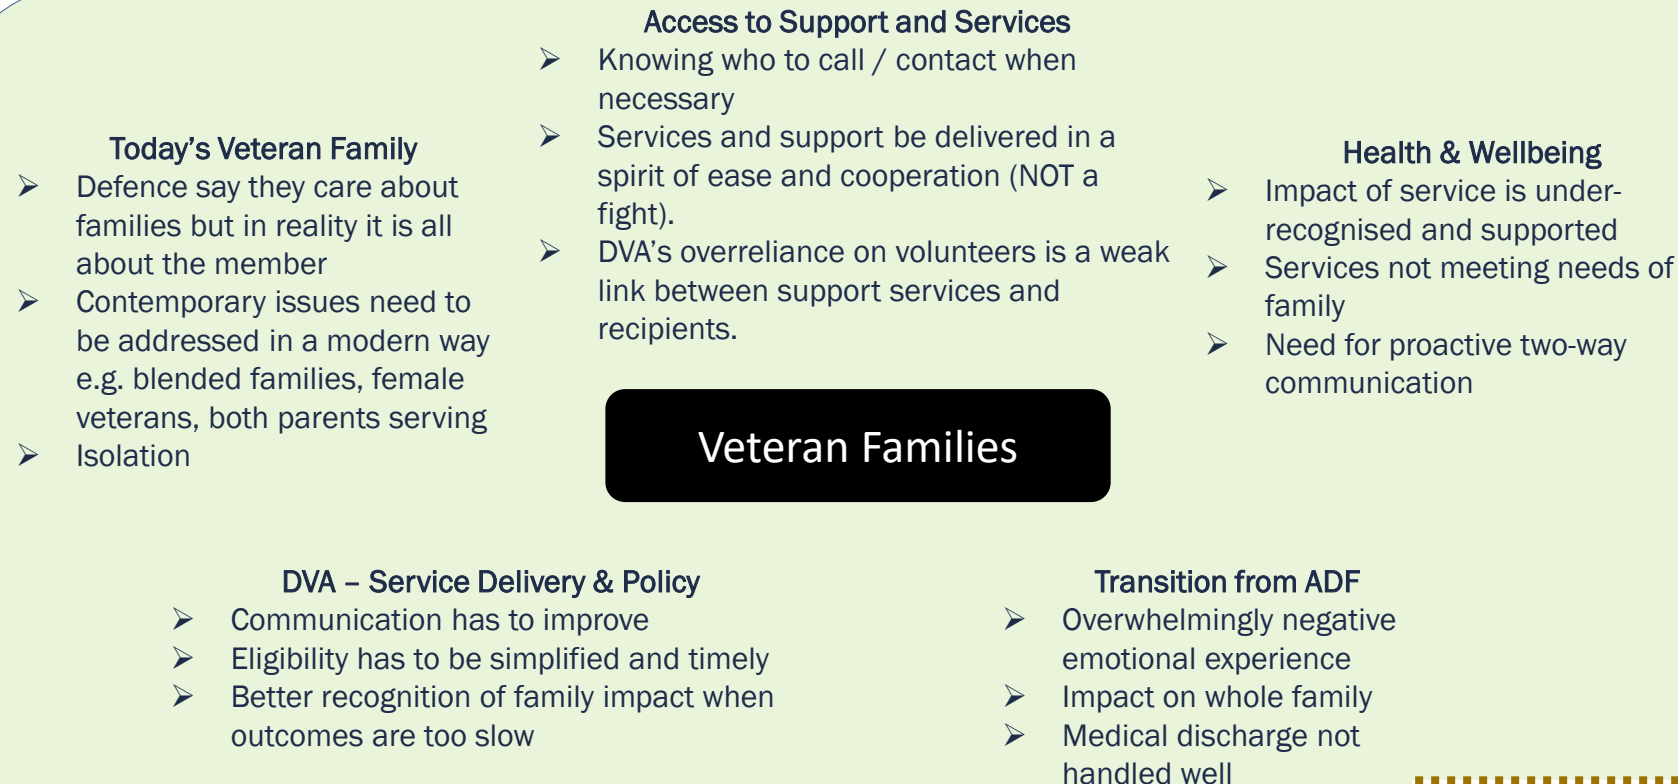 Access to Support and Services
➢ Knowing who to call / contact when
necessary
➢ Services and support be delivered in a
spirit of ease and cooperation (NOT a
fight).
➢ DVA’s overreliance on volunteers is a weak
link between support services and
recipients.
Today’s Veteran Family
➢ Defence say they care about
families but in reality it is all
about the member
➢ Contemporary issues need to
be addressed in a modern way
e.g. blended families, female
veterans, both parents serving
➢ Isolation
Health & Wellbeing
➢ Impact of service is under-
recognised and supported
➢ Services not meeting needs of
family
➢ Need for proactive two-way
communication
Veteran Families
DVA – Service Delivery & Policy
➢ Communication has to improve
➢ Eligibility has to be simplified and timely
➢ Better recognition of family impact when
outcomes are too slow
Transition from ADF
➢ Overwhelmingly negative
emotional experience
➢ Impact on whole family
➢ Medical discharge not
handled well